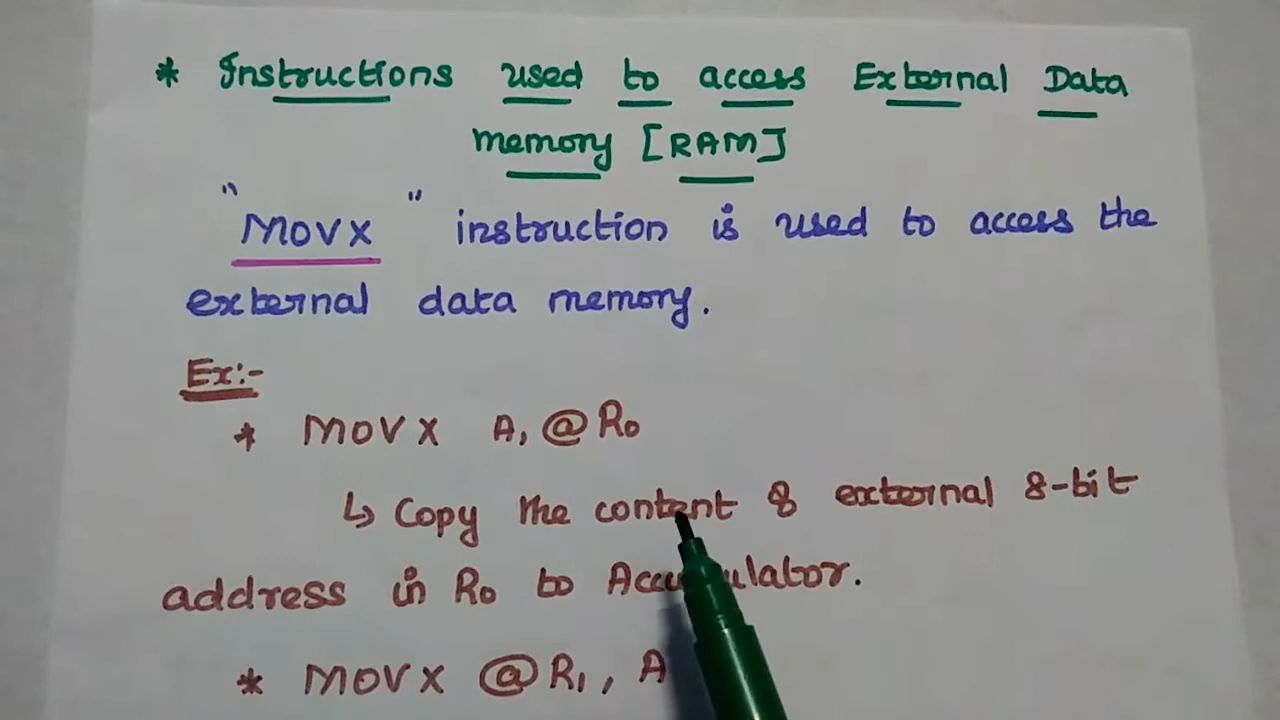 * Instructions used to access External Data
memory [RAM]
"MOVX" instruction is used to access the
external data memory.
Ex:-
* MOVX A, @R0
↳ Copy the content of external 8-bit
address in R0 to Accumulator.
* MOVX @R1, A